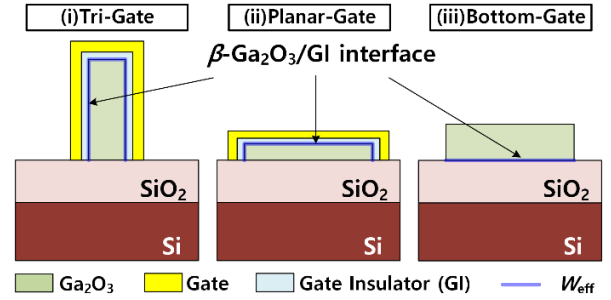 (i)Tri-Gate (ii)Planar-Gate (iii)Bottom-Gate
β-Ga₂O₃/GI interface
SiO₂ SiO₂ SiO₂
Si Si Si
Ga₂O₃ Gate Gate Insulator (GI) Weff